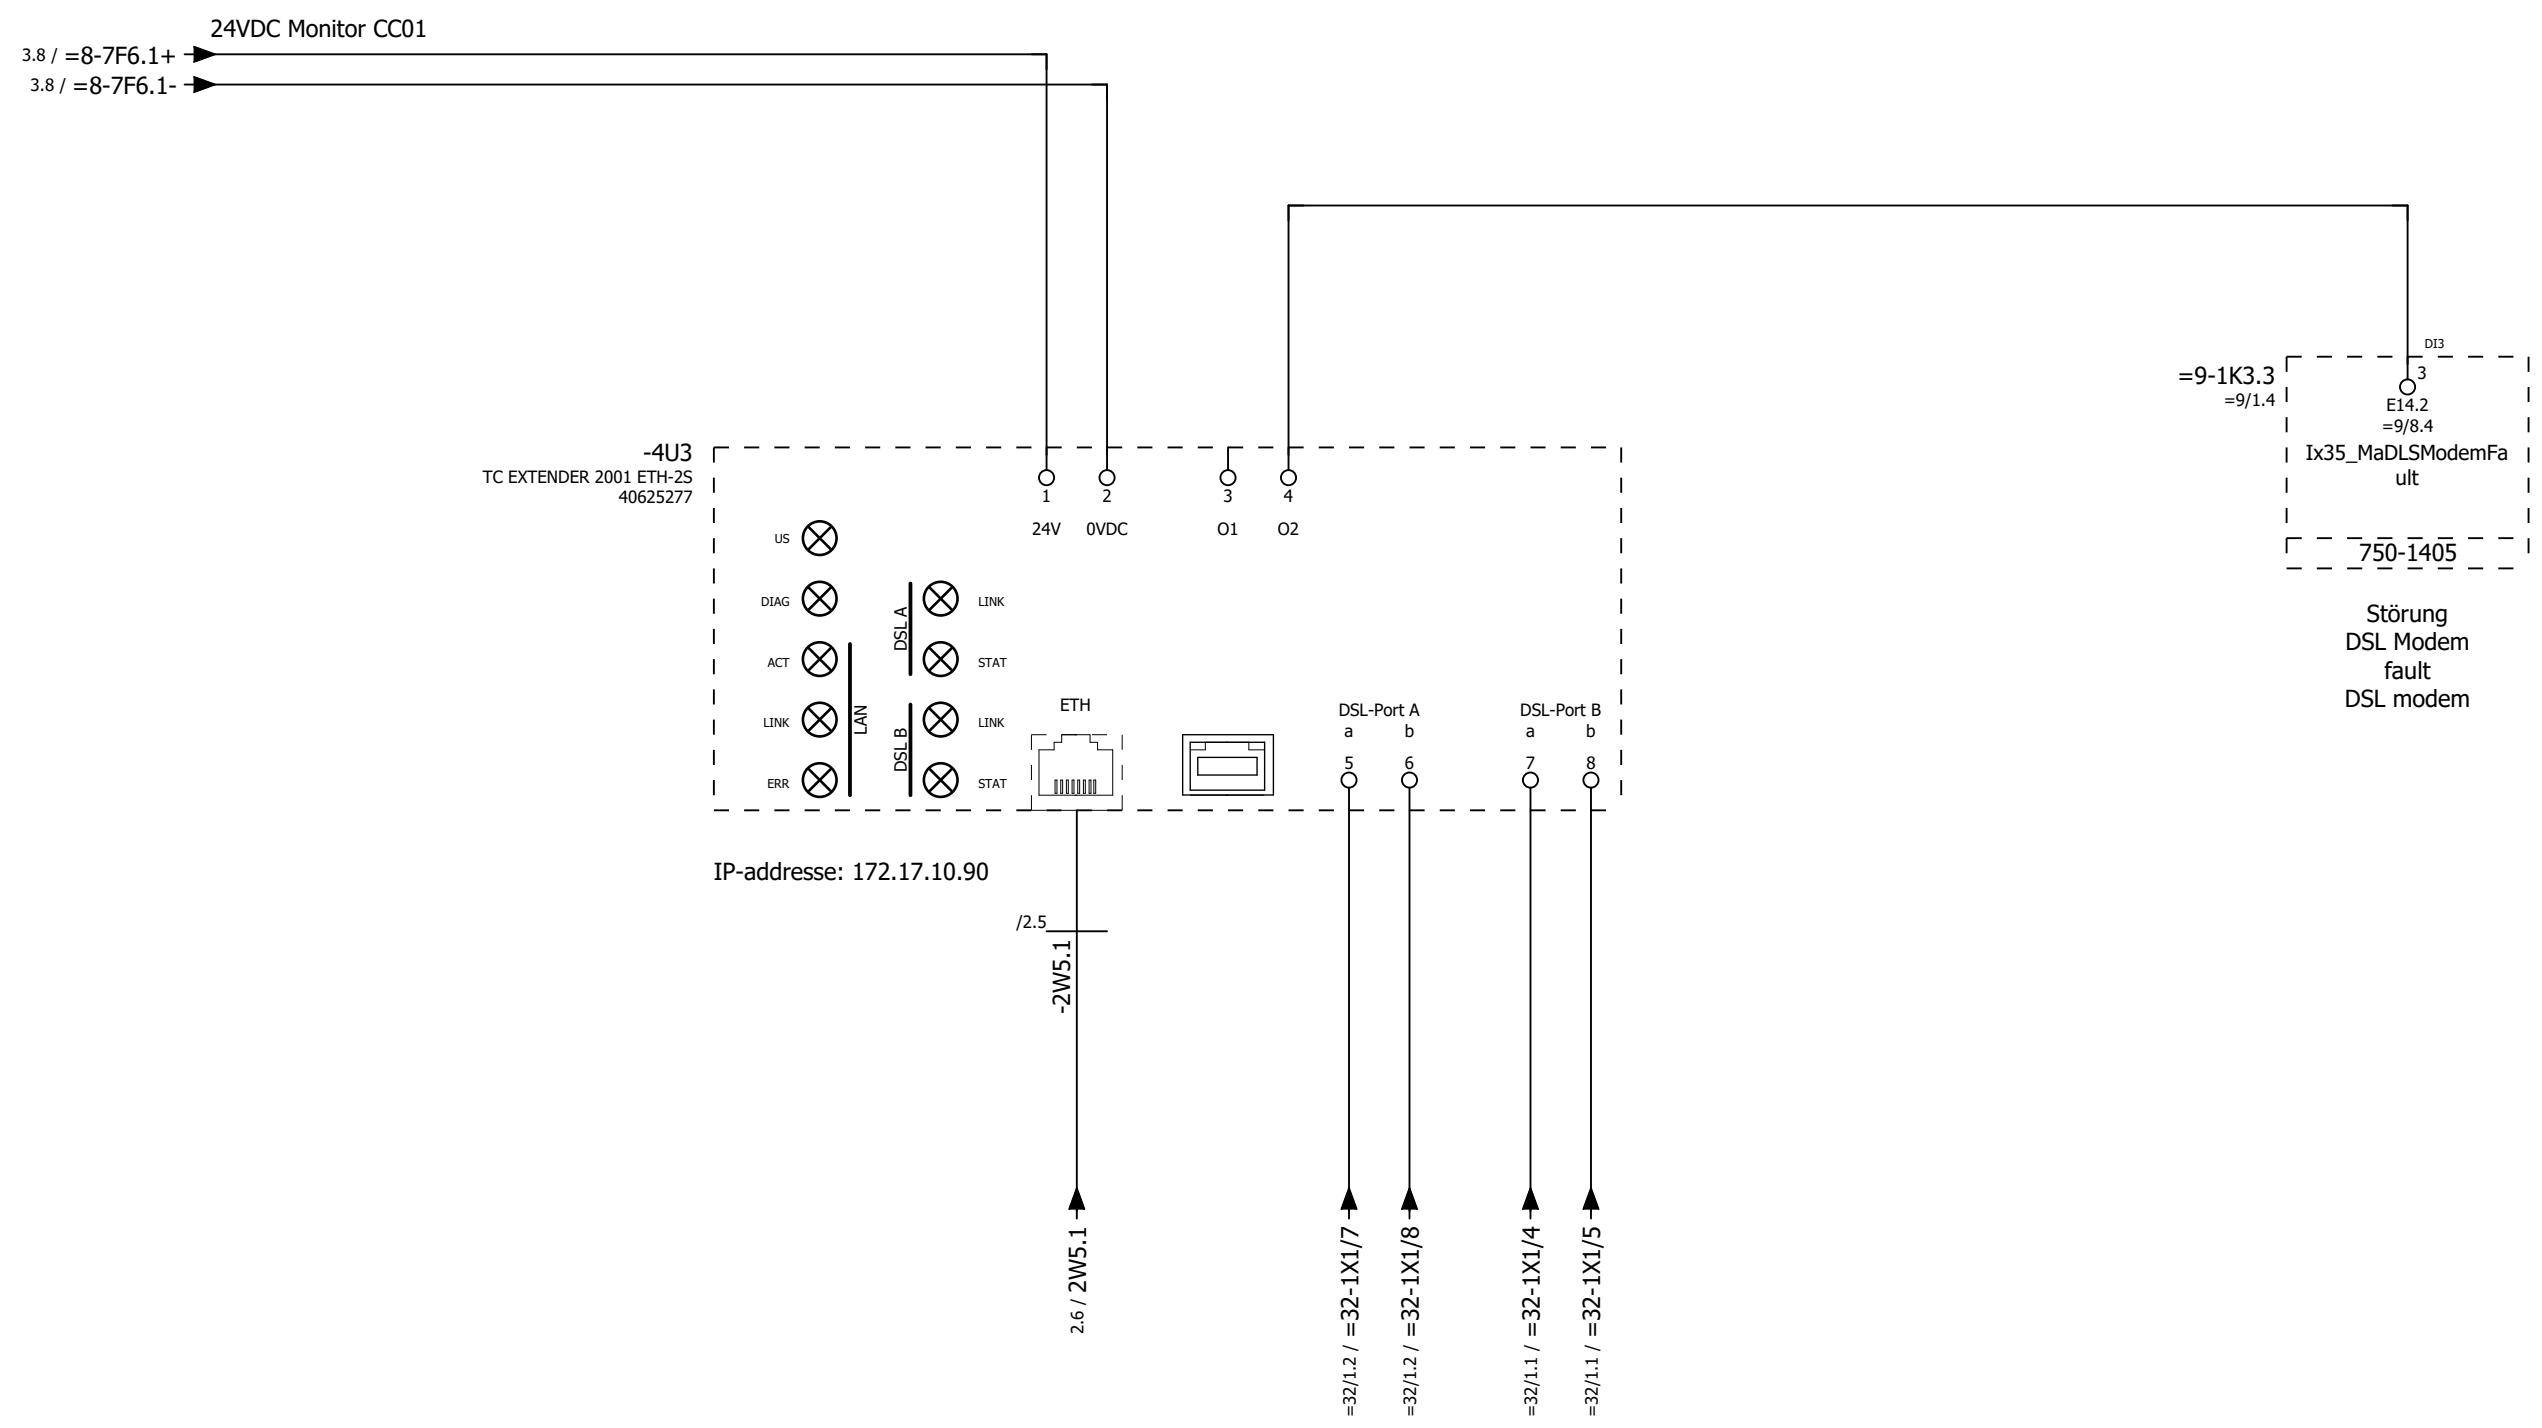 24VDC Monitor CC01
3.8 / =8-7F6.1+
3.8 / =8-7F6.1-
DI3
=9-1K3.3
=9/1.4
3
E14.2
=9/8.4
Ix35_MaDLSModemFa
ult
750-1405
Störung
DSL Modem
fault
DSL modem
-4U3
TC EXTENDER 2001 ETH-2S
40625277
1 2 3 4
24V 0VDC O1 O2
US
DIAG
ACT
LINK
ERR
LAN
DSL A
LINK
STAT
DSL B
LINK
STAT
ETH
DSL-Port A
a b
5 6
DSL-Port B
a b
7 8
IP-addresse: 172.17.10.90
/2.5
-2W5.1
2.6 / 2W5.1
=32/1.2 / =32-1X1/7
=32/1.2 / =32-1X1/8
=32/1.1 / =32-1X1/4
=32/1.1 / =32-1X1/5